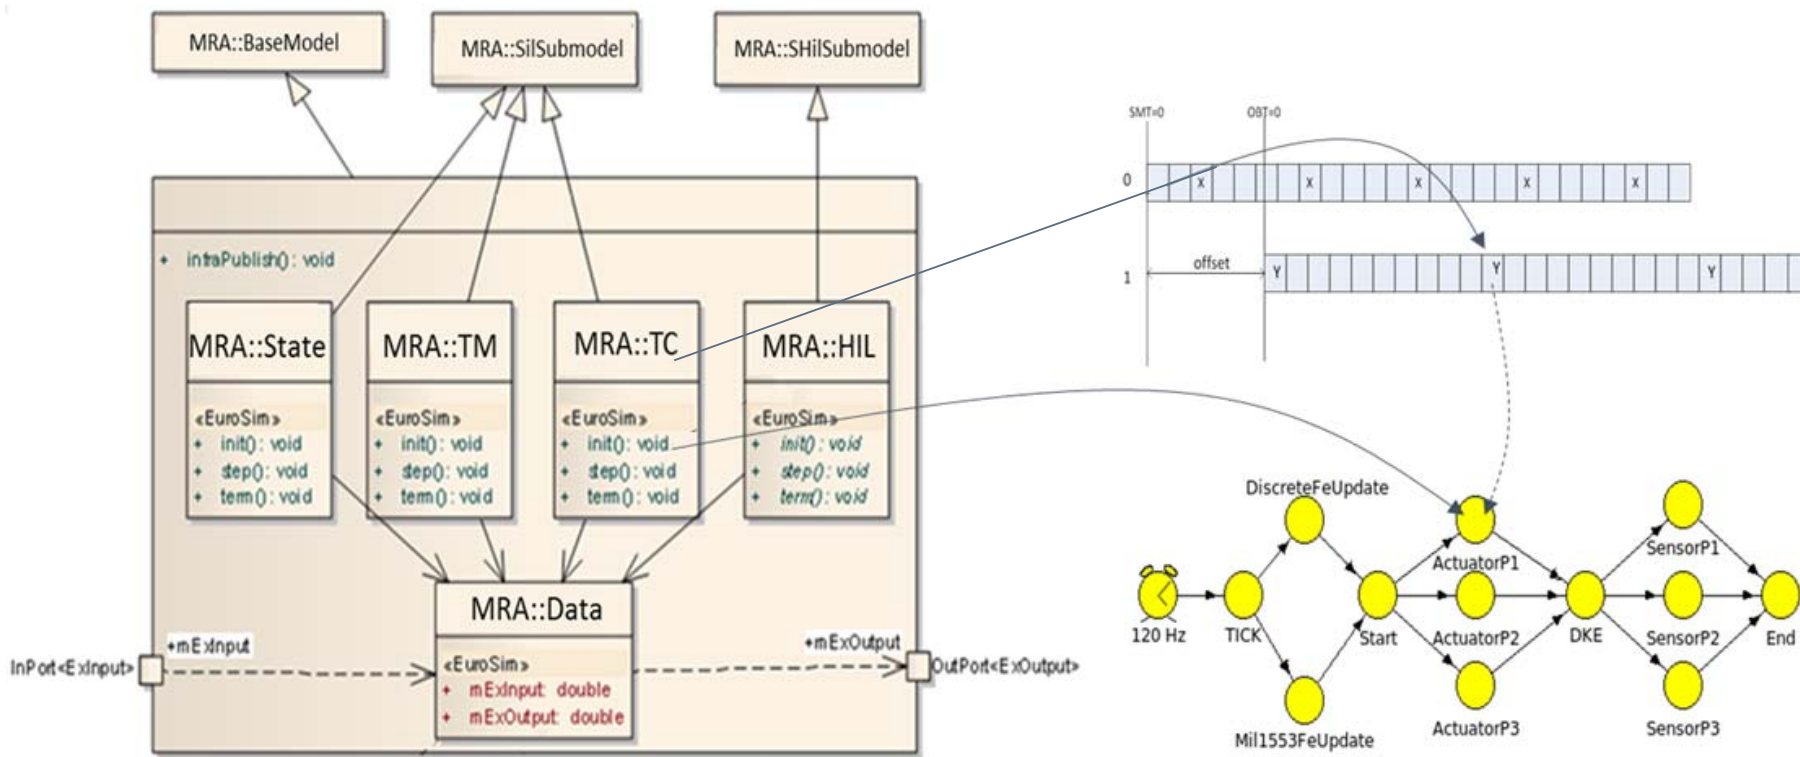 MRA::BaseModel
MRA::SilSubmodel
MRA::SHilSubmodel
+ intraPublish(): void
MRA::State
«EuroSim»
+ init(): void
+ step(): void
+ term(): void
MRA::TM
«EuroSim»
+ init(): void
+ step(): void
+ term(): void
MRA::TC
«EuroSim»
+ init(): void
+ step(): void
+ term(): void
MRA::HIL
«EuroSim»
+ init(): void
+ step(): void
+ term(): void
MRA::Data
«EuroSim»
+ mExInput: double
+ mExOutput: double
+mExInput
InPort<ExInput>
+mExOutput
OutPort<ExOutput>
SMT=0
OBT=0
0
X X X X X
offset
1
Y Y Y
DiscreteFeUpdate
120 Hz
TICK
Mil1553FeUpdate
Start
ActuatorP1
ActuatorP2
ActuatorP3
DKE
SensorP1
SensorP2
SensorP3
End